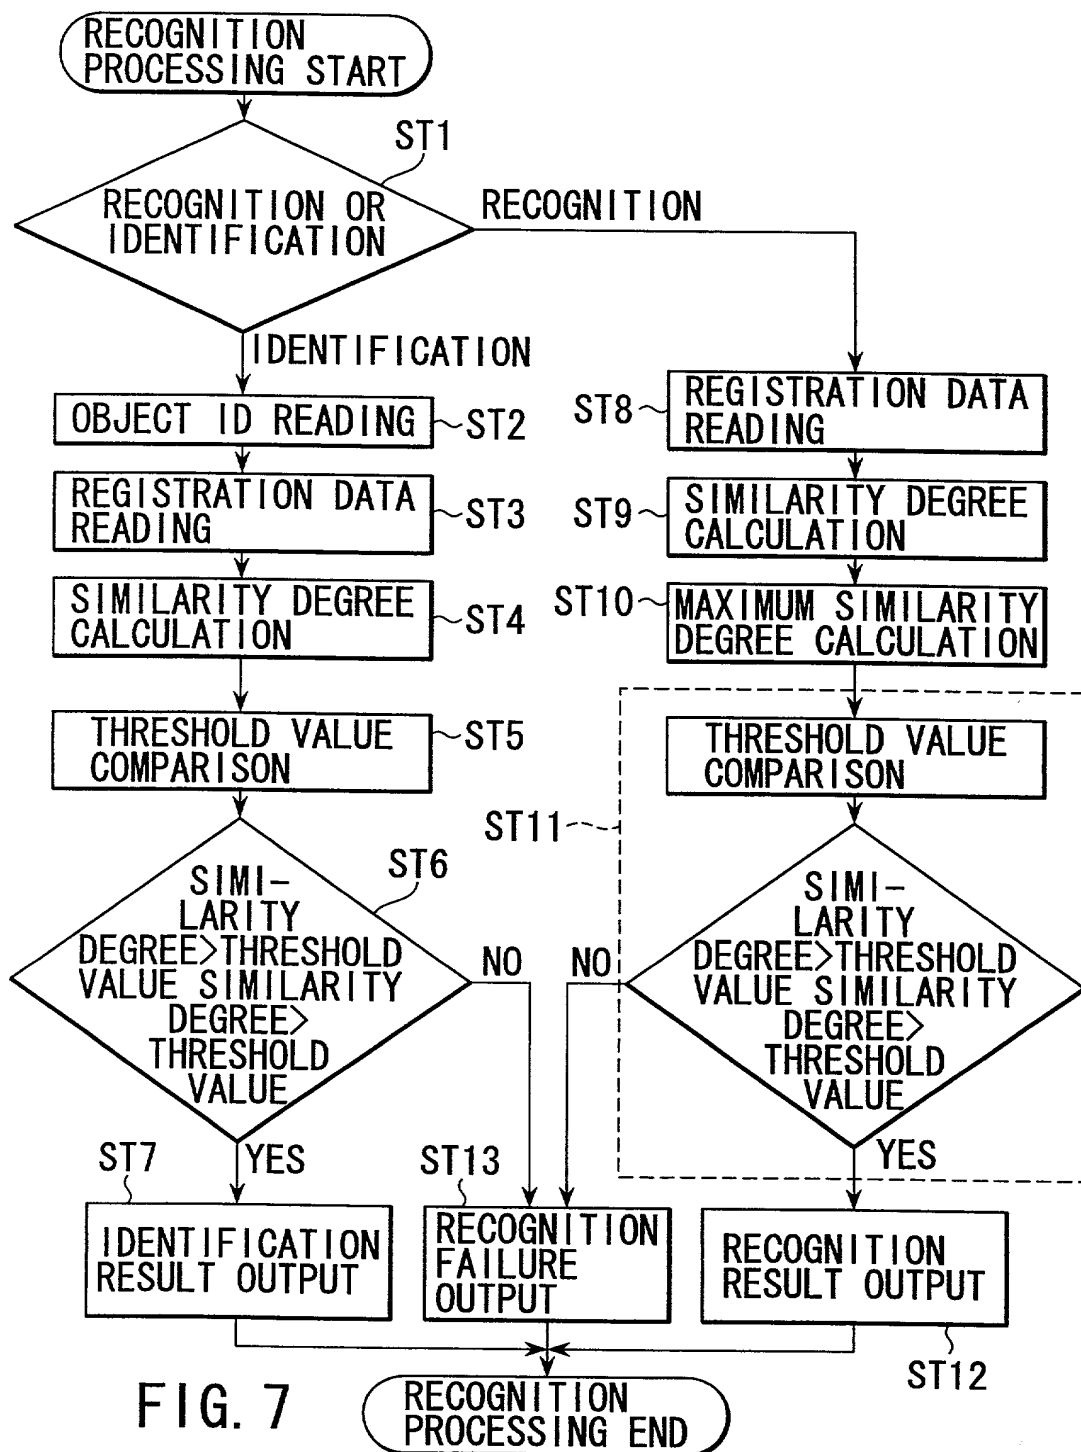 RECOGNITION
PROCESSING START
ST1
RECOGNITION OR
IDENTIFICATION
RECOGNITION
IDENTIFICATION
OBJECT ID READING
ST2
REGISTRATION DATA
READING
ST3
SIMILARITY DEGREE
CALCULATION
ST4
THRESHOLD VALUE
COMPARISON
ST5
SIMI-
LARITY
DEGREE>THRESHOLD
VALUE SIMILARITY
DEGREE>
THRESHOLD
VALUE
ST6
NO
YES
ST7
IDENTIFICATION
RESULT OUTPUT
ST8
REGISTRATION DATA
READING
ST9
SIMILARITY DEGREE
CALCULATION
ST10
MAXIMUM SIMILARITY
DEGREE CALCULATION
THRESHOLD VALUE
COMPARISON
ST11
SIMI-
LARITY
DEGREE>THRESHOLD
VALUE SIMILARITY
DEGREE>
THRESHOLD
VALUE
NO
YES
ST13
RECOGNITION
FAILURE
OUTPUT
RECOGNITION
RESULT OUTPUT
ST12
RECOGNITION
PROCESSING END
FIG. 7